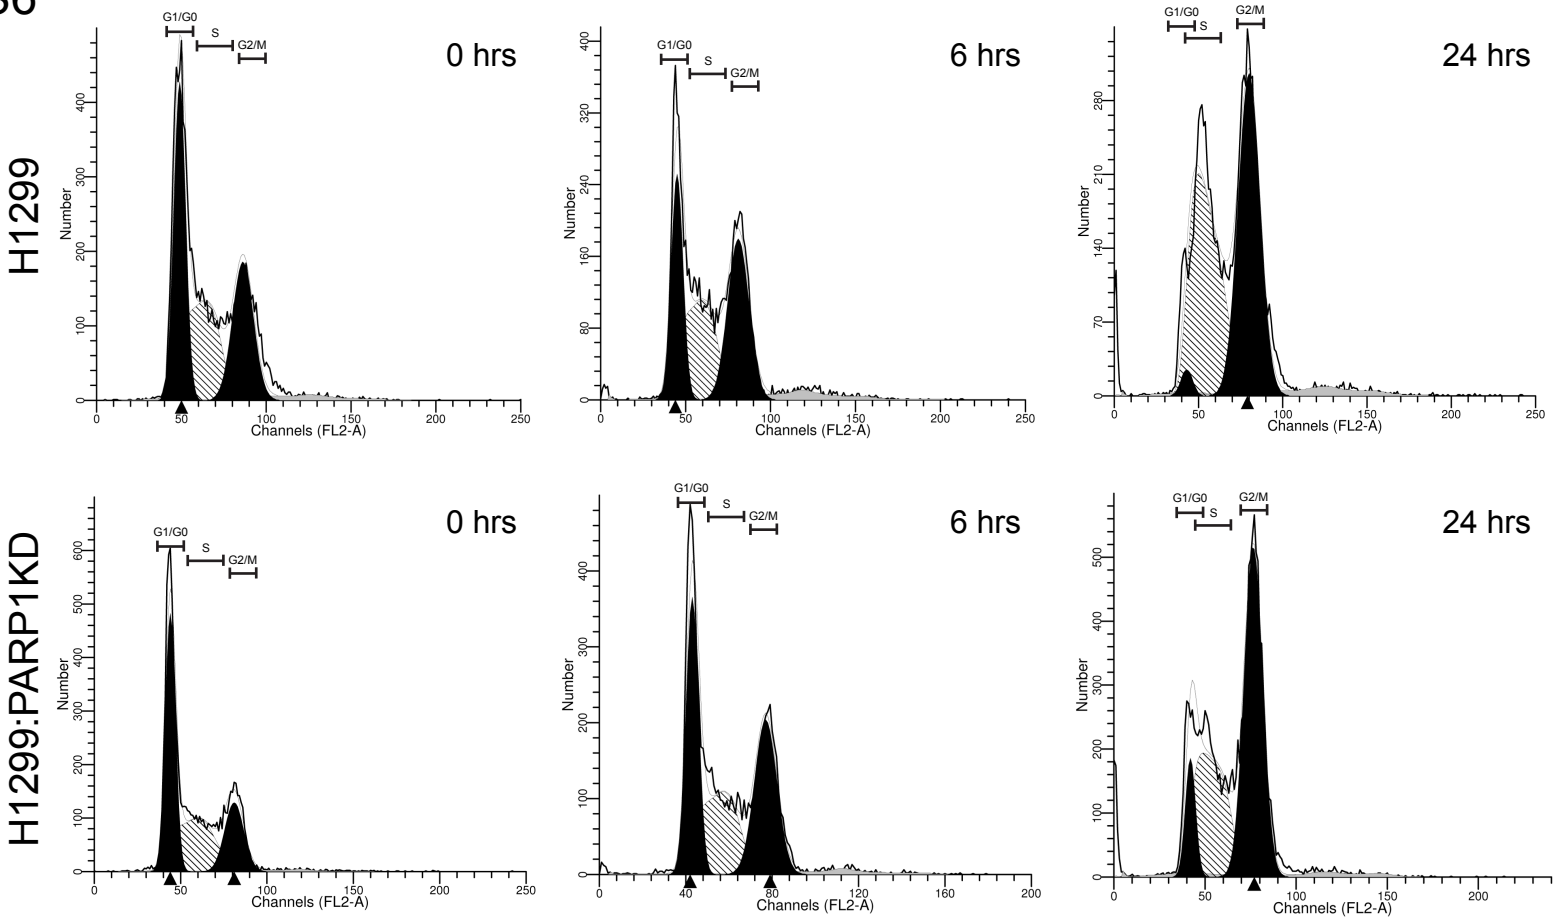 H1299
G1/G0
S
G2/M
0 hrs
Number
0
100
200
300
400
0
50
100
150
200
250
Channels (FL2-A)
G1/G0
S
G2/M
6 hrs
Number
0
80
160
240
320
400
0
50
100
150
200
250
Channels (FL2-A)
G1/G0
S
G2/M
24 hrs
Number
0
70
140
210
280
0
50
100
150
200
250
Channels (FL2-A)
H1299:PARP1KD
G1/G0
S
G2/M
0 hrs
Number
0
100
200
300
400
500
600
0
50
100
150
200
250
Channels (FL2-A)
G1/G0
S
G2/M
6 hrs
Number
0
100
200
300
400
0
40
80
120
160
200
Channels (FL2-A)
G1/G0
S
G2/M
24 hrs
Number
0
100
200
300
400
500
0
50
100
150
200
Channels (FL2-A)